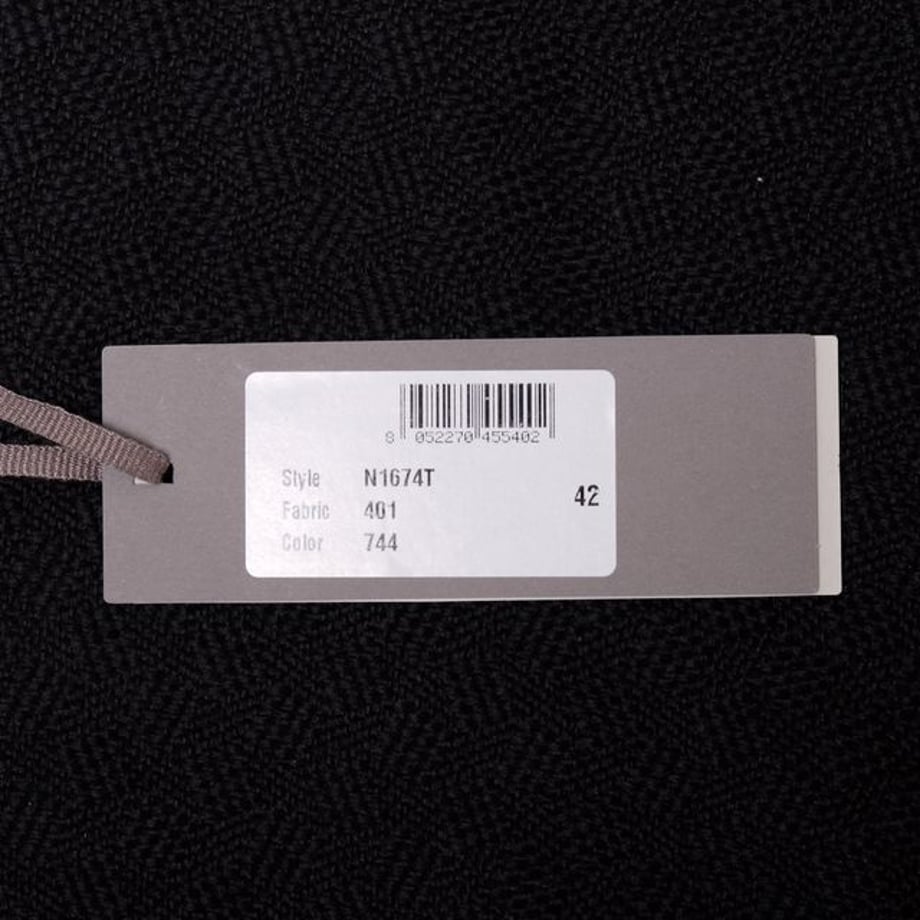 8 052270 455402
Style N1674T
Fabric 401
Color 744
42